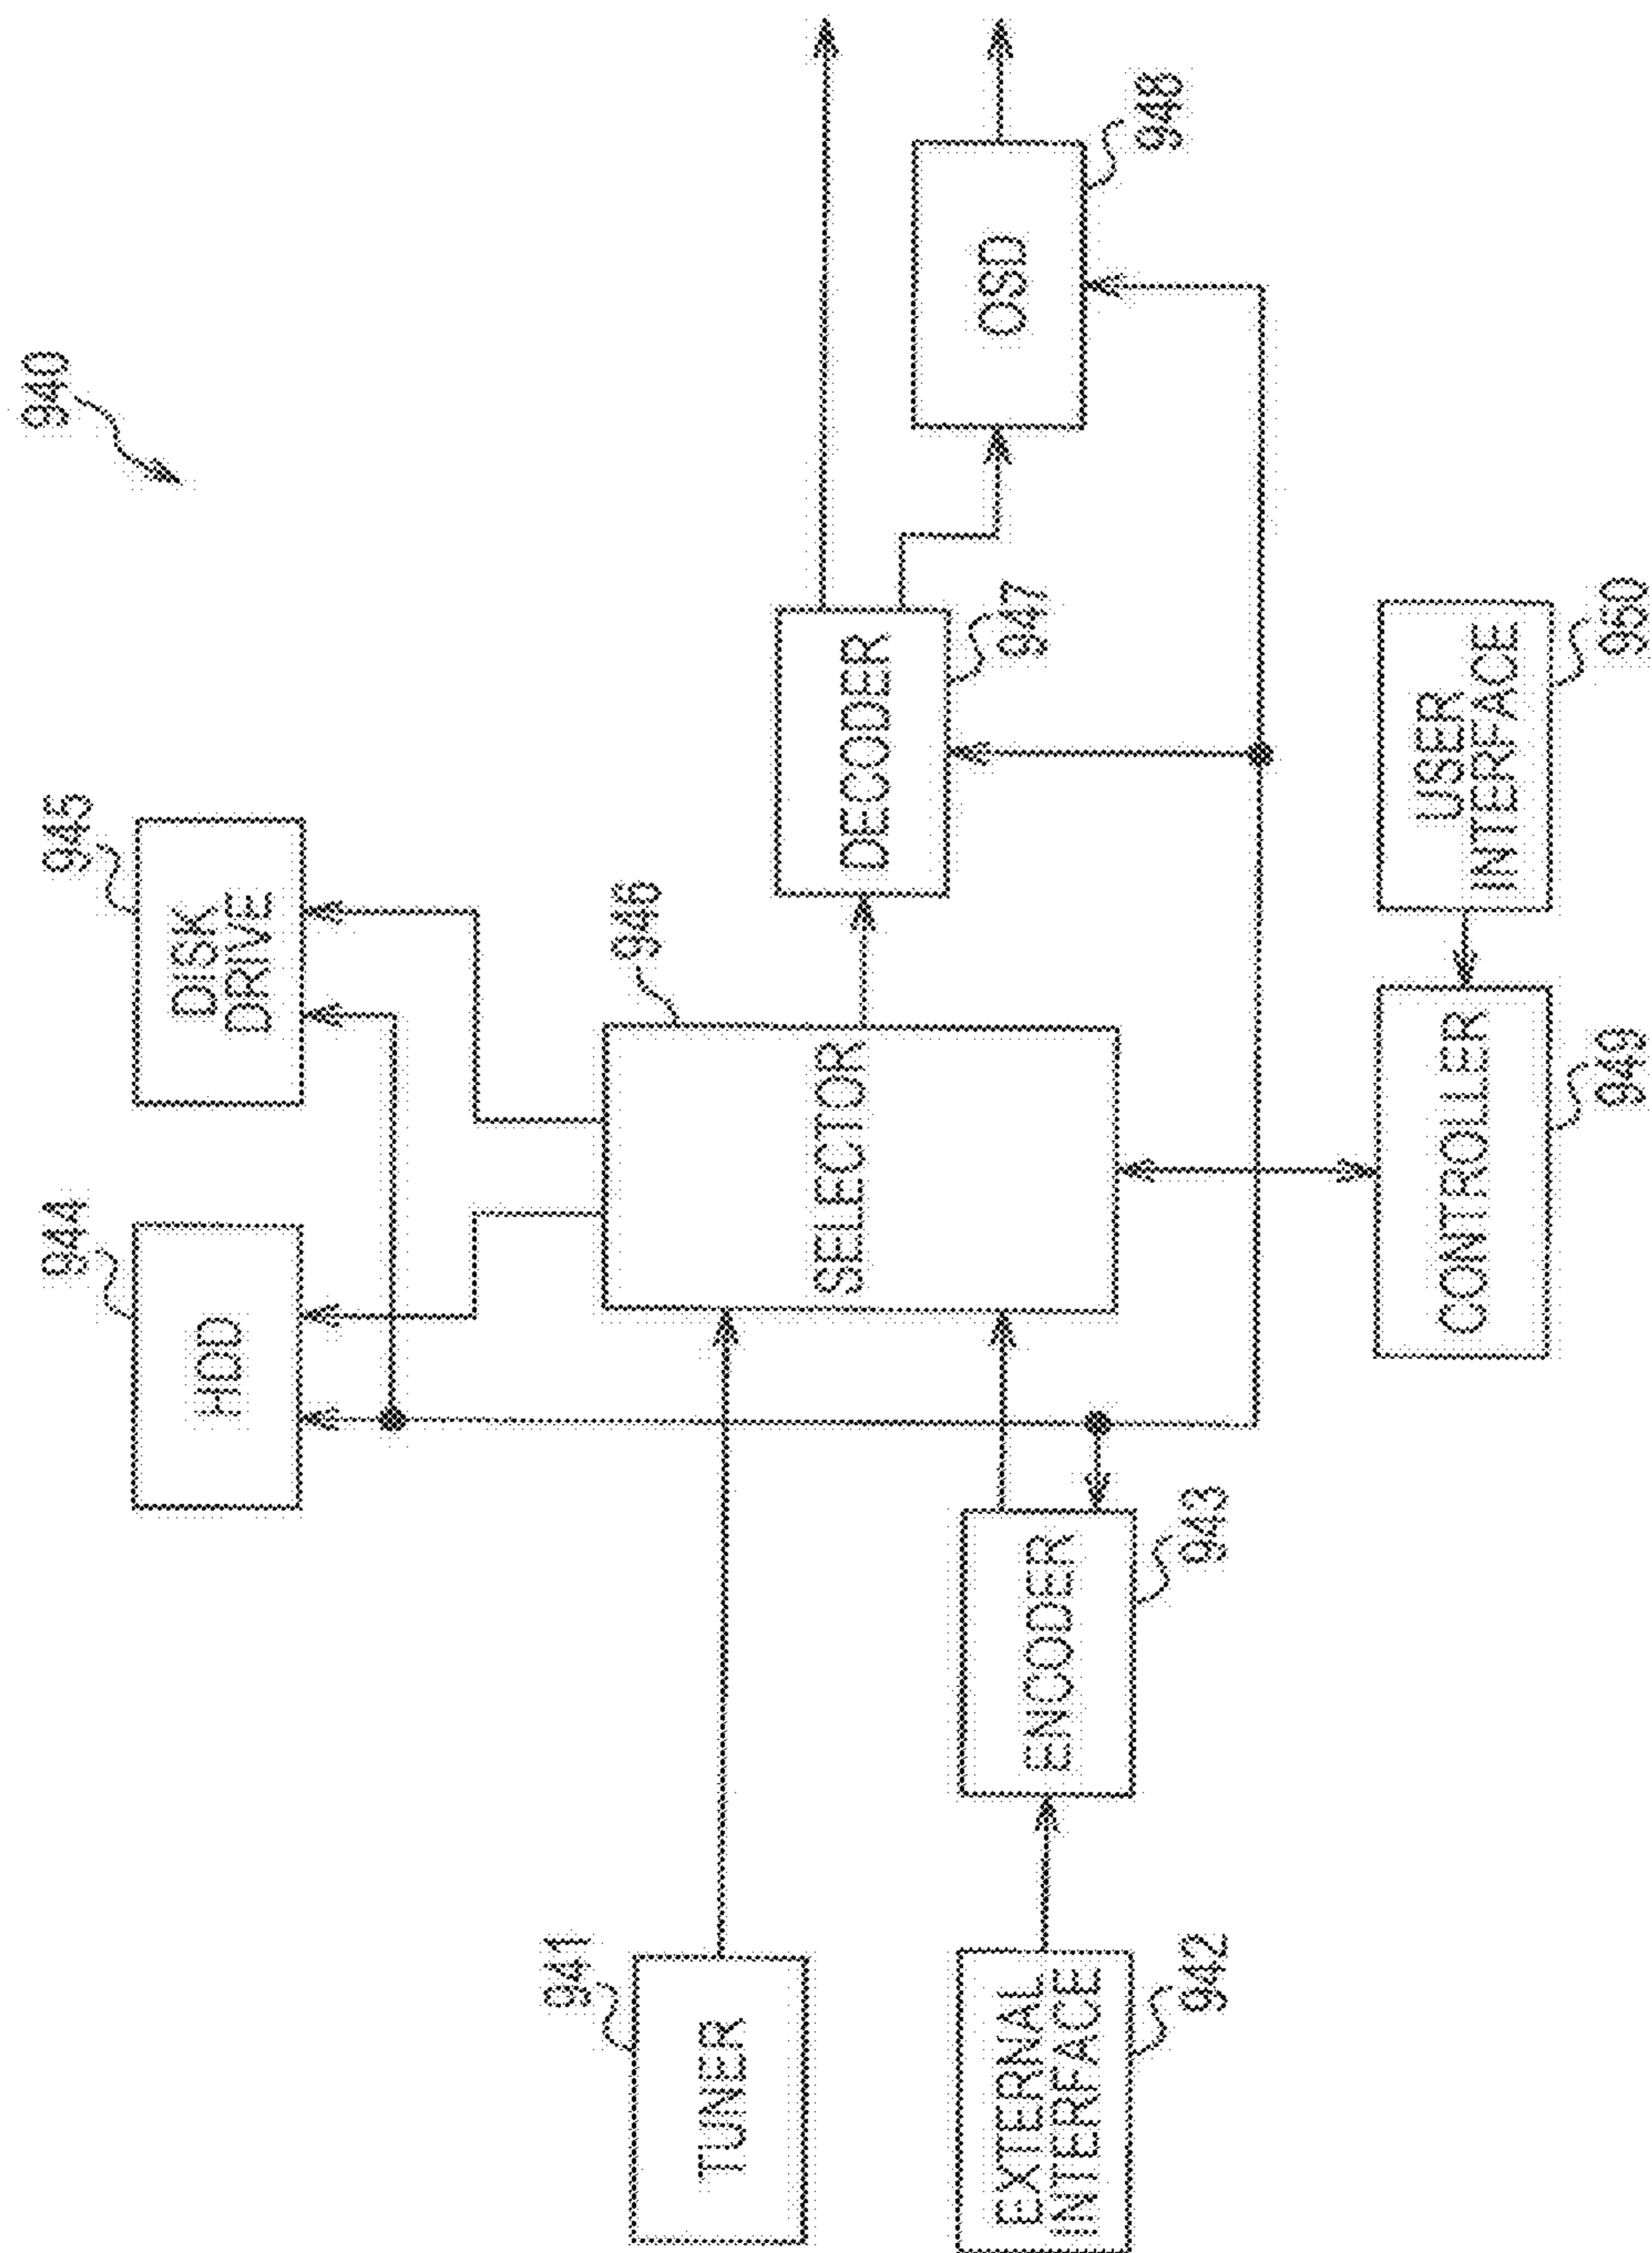 940
944
HDD
945
DISK
DRIVE
941
TUNER
946
SELECTOR
DECODER
947
OSD
948
EXTERNAL
INTERFACE
942
ENCODER
943
CONTROLLER
949
USER
INTERFACE
950